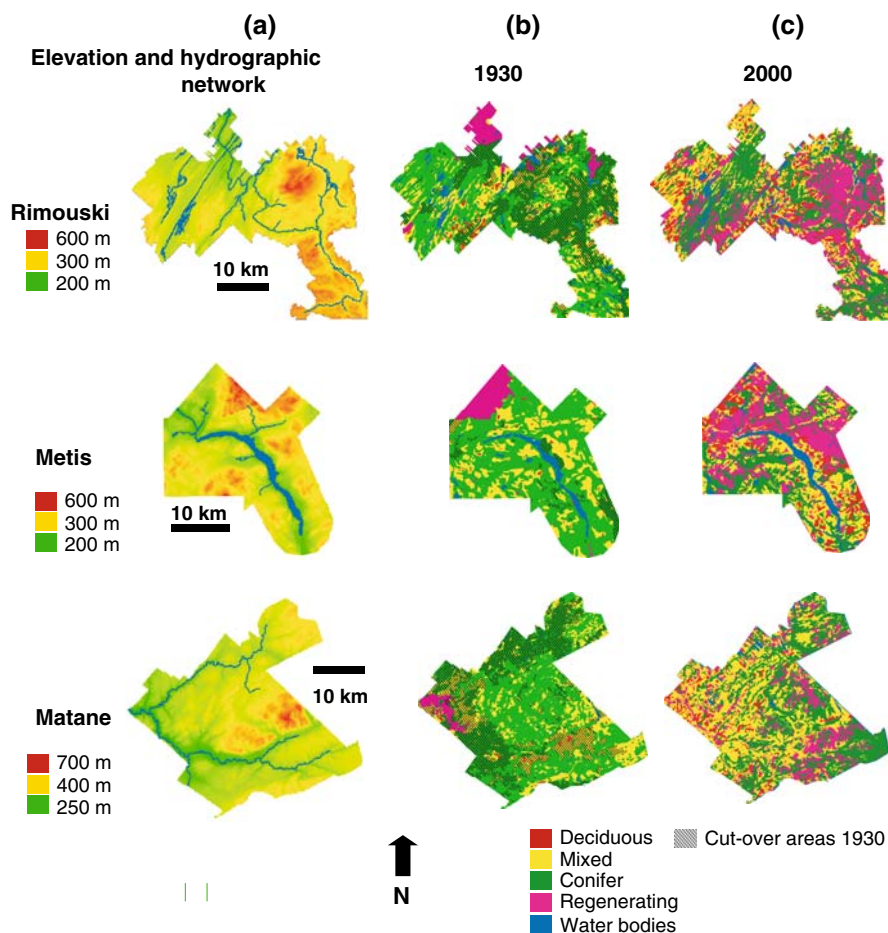 (a)
(b)
(c)
Elevation and hydrographic
network
1930
2000
Rimouski
600 m
300 m
200 m
10 km
Metis
600 m
300 m
200 m
10 km
Matane
700 m
400 m
250 m
10 km
N
Deciduous
Mixed
Conifer
Regenerating
Water bodies
Cut-over areas 1930